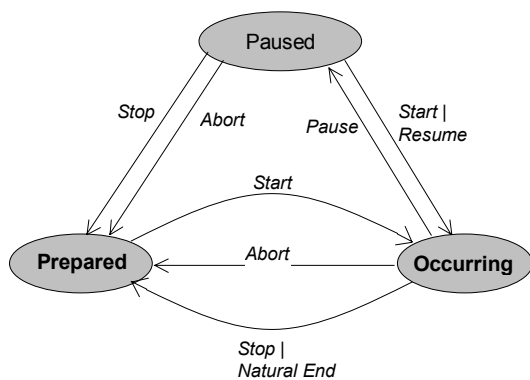 Paused
Stop
Abort
Pause
Start |
Resume
Start
Prepared
Abort
Occurring
Stop |
Natural End